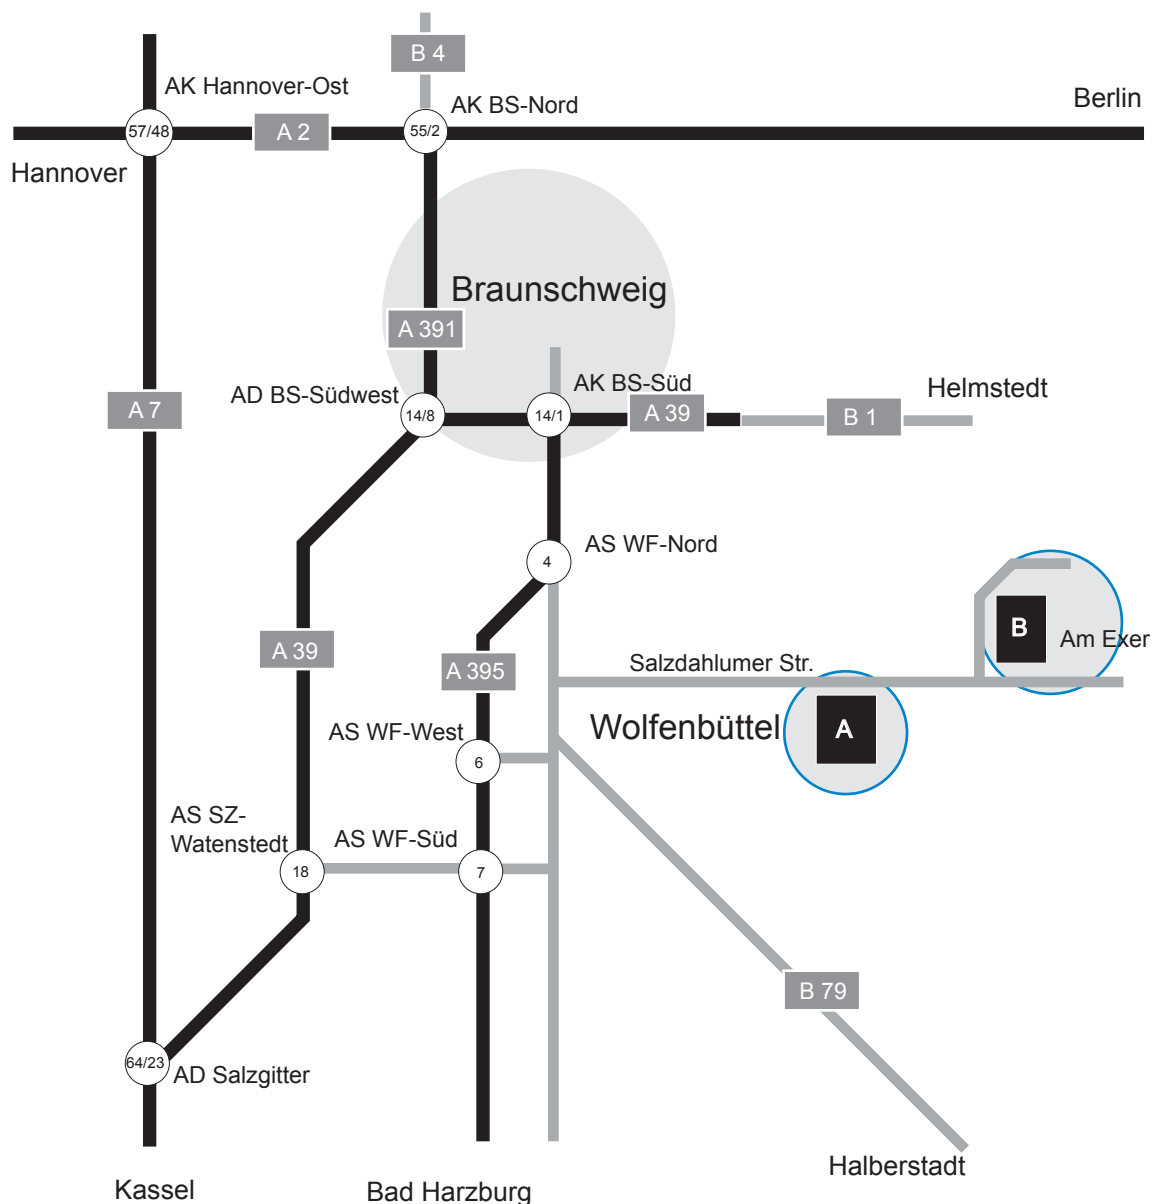 B 4
AK Hannover-Ost
AK BS-Nord
Berlin
57/48
A 2
55/2
Hannover
Braunschweig
A 391
AD BS-Südwest
AK BS-Süd
Helmstedt
A 7
14/8
14/1
A 39
B 1
AS WF-Nord
4
B
Am Exer
A 39
A 395
Salzdahlumer Str.
Wolfenbüttel
A
AS WF-West
6
AS SZ-
Watenstedt
AS WF-Süd
18
7
B 79
64/23
AD Salzgitter
Halberstadt
Kassel
Bad Harzburg